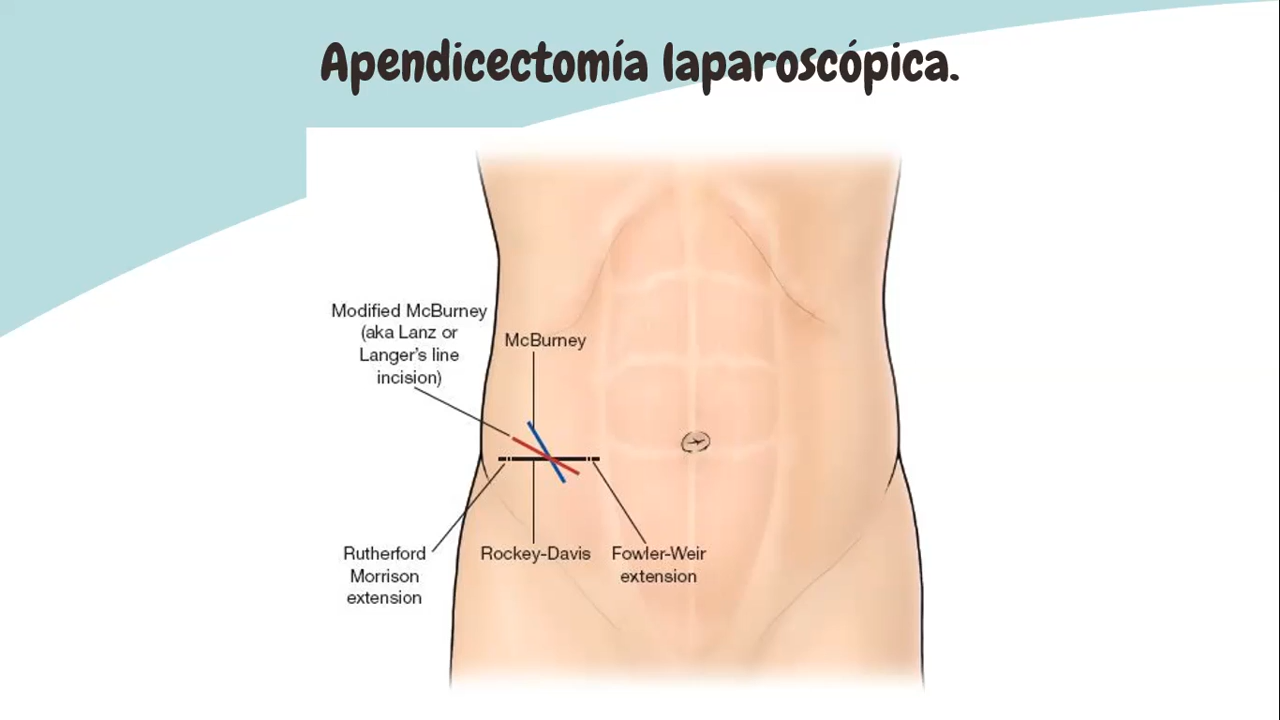 Apendicectomía laparoscópica.
Modified McBurney
(aka Lanz or
Langer's line
incision)
McBurney
Rutherford
Morrison
extension
Rockey-Davis
Fowler-Weir
extension